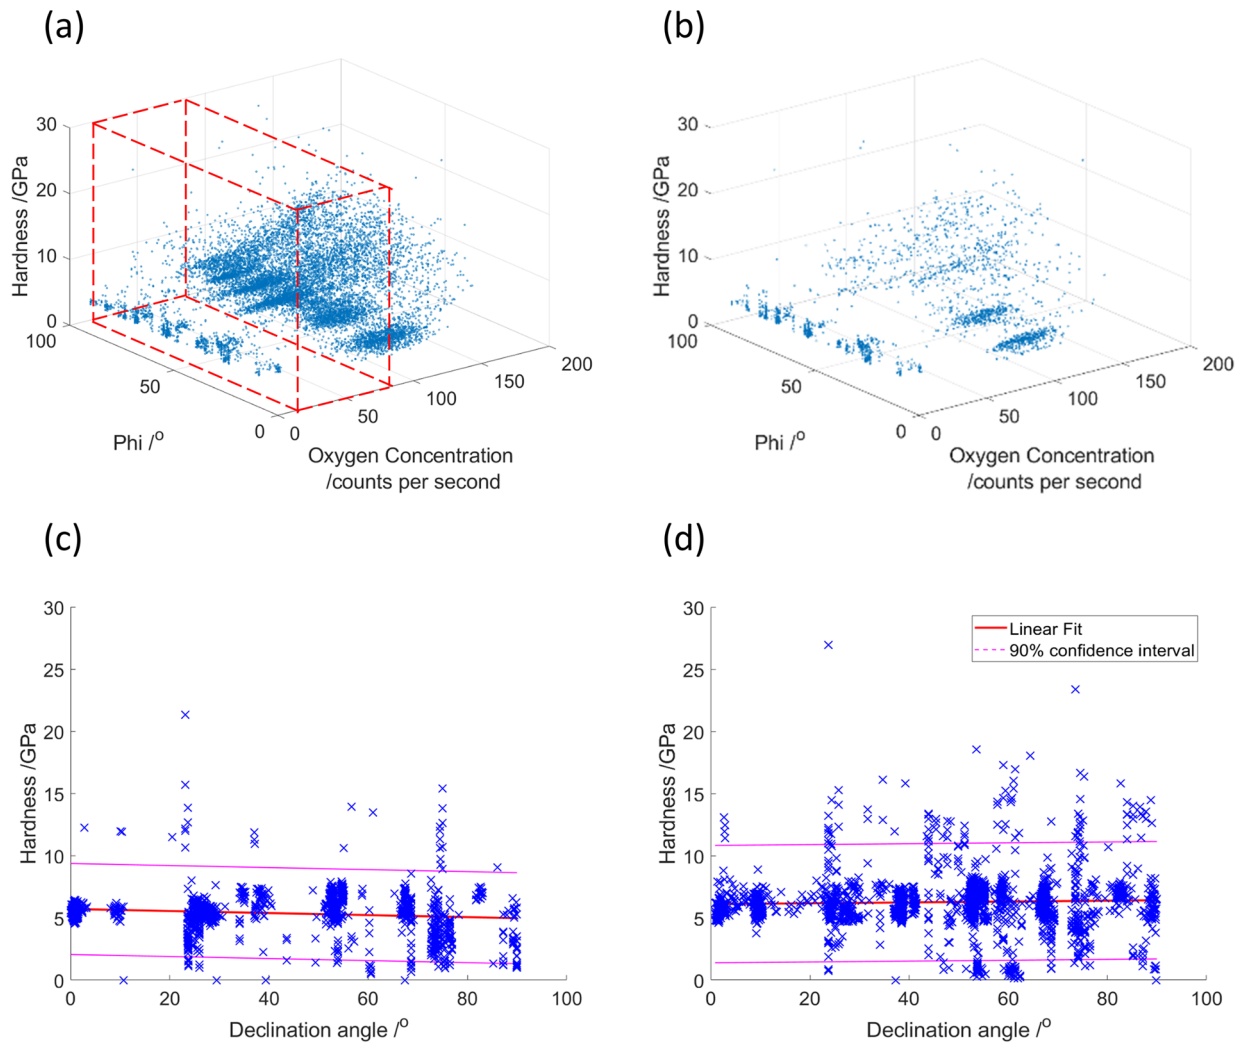 (a)
(b)
30
20
10
0
Hardness /GPa
100
50
0
Phi /o
0
50
100
150
200
Oxygen Concentration
/counts per second
30
20
10
0
Hardness /GPa
100
50
0
Phi /o
0
50
100
150
200
Oxygen Concentration
/counts per second
(c)
(d)
30
25
20
15
10
5
0
Hardness /GPa
0
20
40
60
80
100
Declination angle /o
30
25
20
15
10
5
0
Hardness /GPa
Linear Fit
90% confidence interval
0
20
40
60
80
100
Declination angle /o